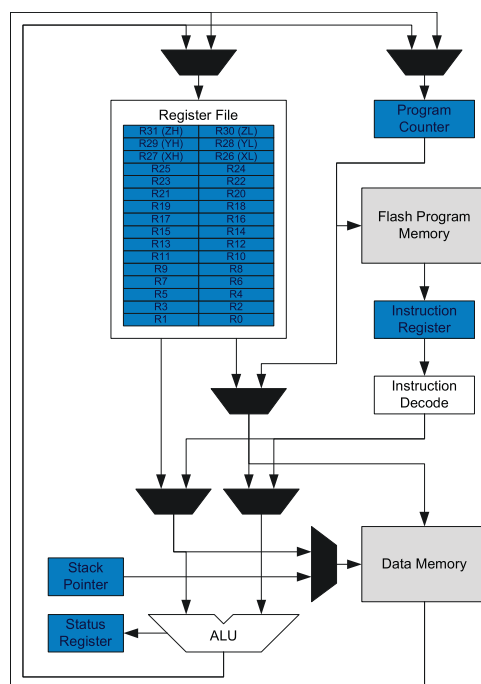 Register File
R31 (ZH) R30 (ZL)
R29 (YH) R28 (YL)
R27 (XH) R26 (XL)
R25 R24
R23 R22
R21 R20
R19 R18
R17 R16
R15 R14
R13 R12
R11 R10
R9 R8
R7 R6
R5 R4
R3 R2
R1 R0
Program
Counter
Flash Program
Memory
Instruction
Register
Instruction
Decode
Stack
Pointer
Data Memory
Status
Register
ALU